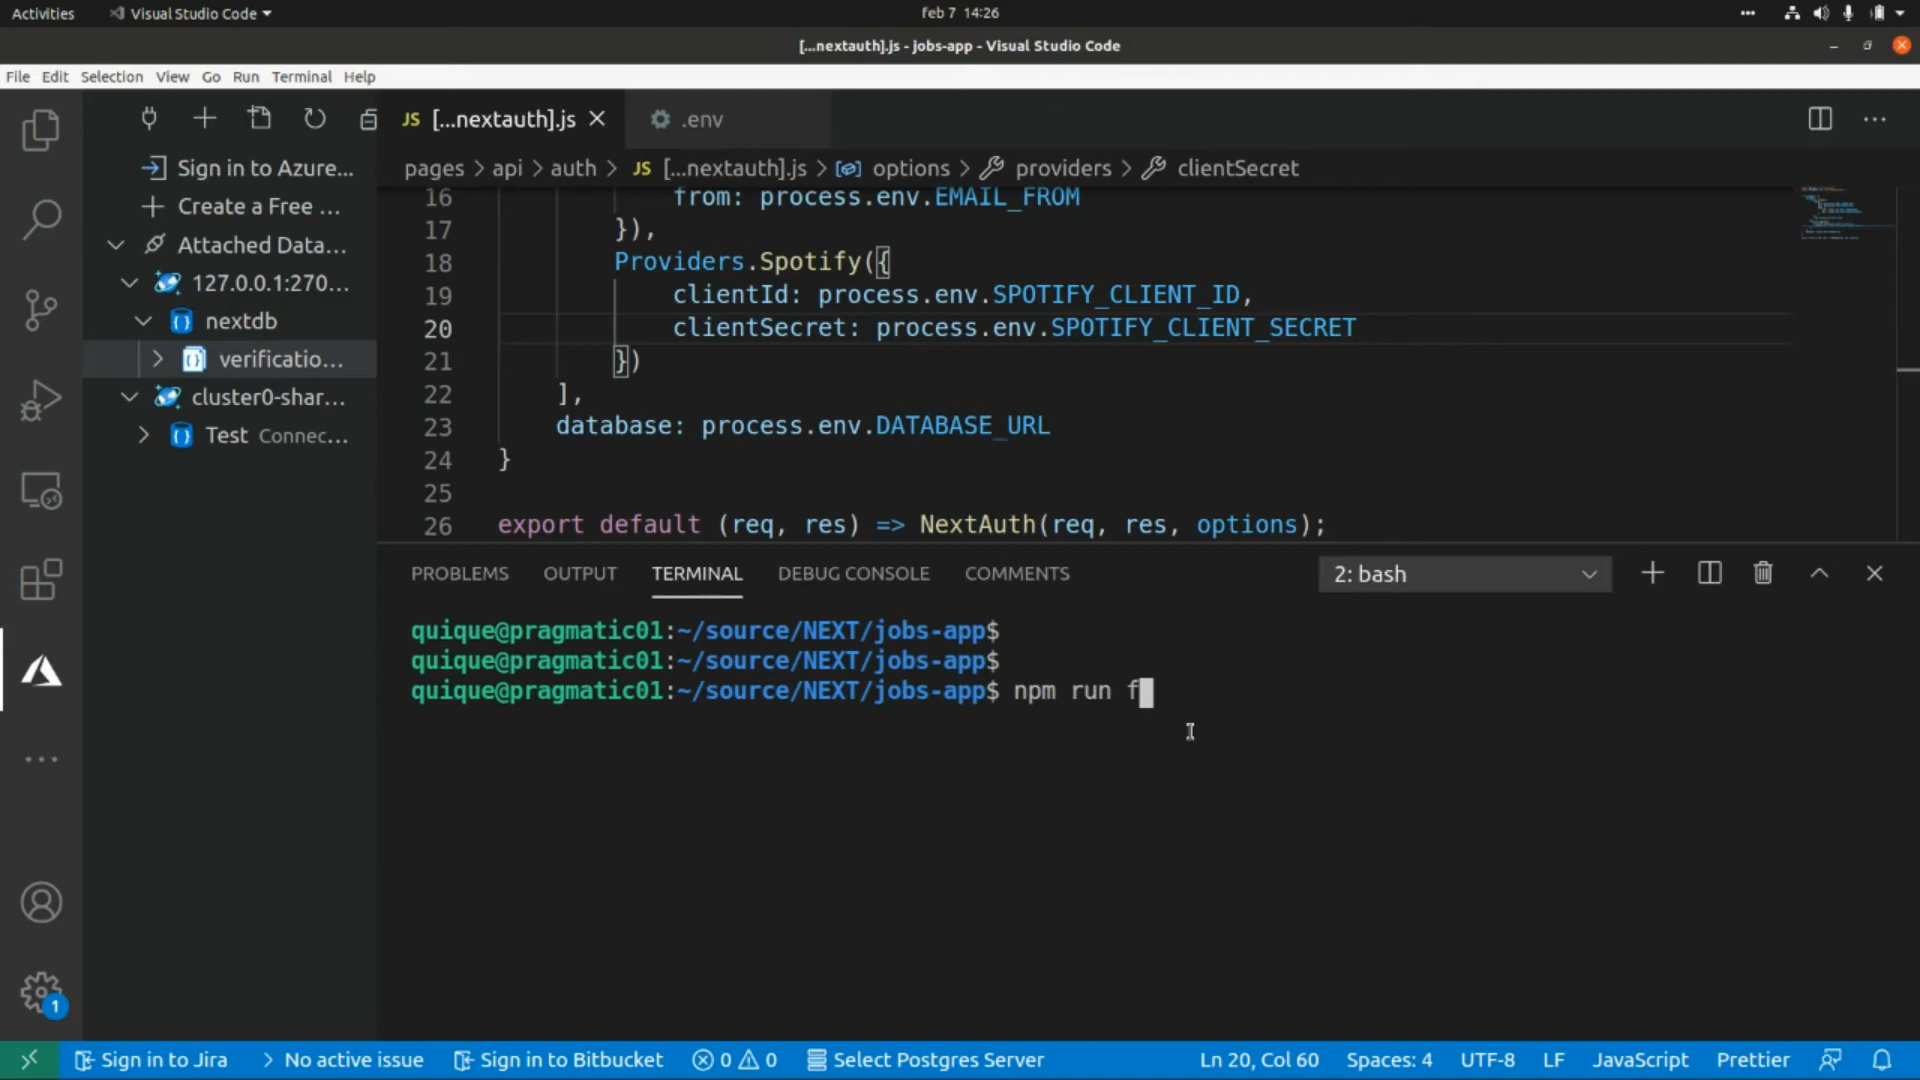 Activities
Visual Studio Code
feb 7 14:26
[...nextauth].js - jobs-app - Visual Studio Code
File Edit Selection View Go Run Terminal Help
JS [...nextauth].js
.env
Sign in to Azure...
Create a Free ...
Attached Data...
127.0.0.1:270...
nextdb
verificatio...
cluster0-shar...
Test Connec...
pages > api > auth > JS [...nextauth].js > options > providers > clientSecret
16 from: process.env.EMAIL_FROM
17 }),
18 Providers.Spotify({
19 clientId: process.env.SPOTIFY_CLIENT_ID,
20 clientSecret: process.env.SPOTIFY_CLIENT_SECRET
21 })
22 ],
23 database: process.env.DATABASE_URL
24 }
25
26 export default (req, res) => NextAuth(req, res, options);
PROBLEMS OUTPUT TERMINAL DEBUG CONSOLE COMMENTS
2: bash
quique@pragmatic01:~/source/NEXT/jobs-app$
quique@pragmatic01:~/source/NEXT/jobs-app$
quique@pragmatic01:~/source/NEXT/jobs-app$ npm run f
1
Sign in to Jira
No active issue
Sign in to Bitbucket
0 0
Select Postgres Server
Ln 20, Col 60
Spaces: 4
UTF-8
LF
JavaScript
Prettier